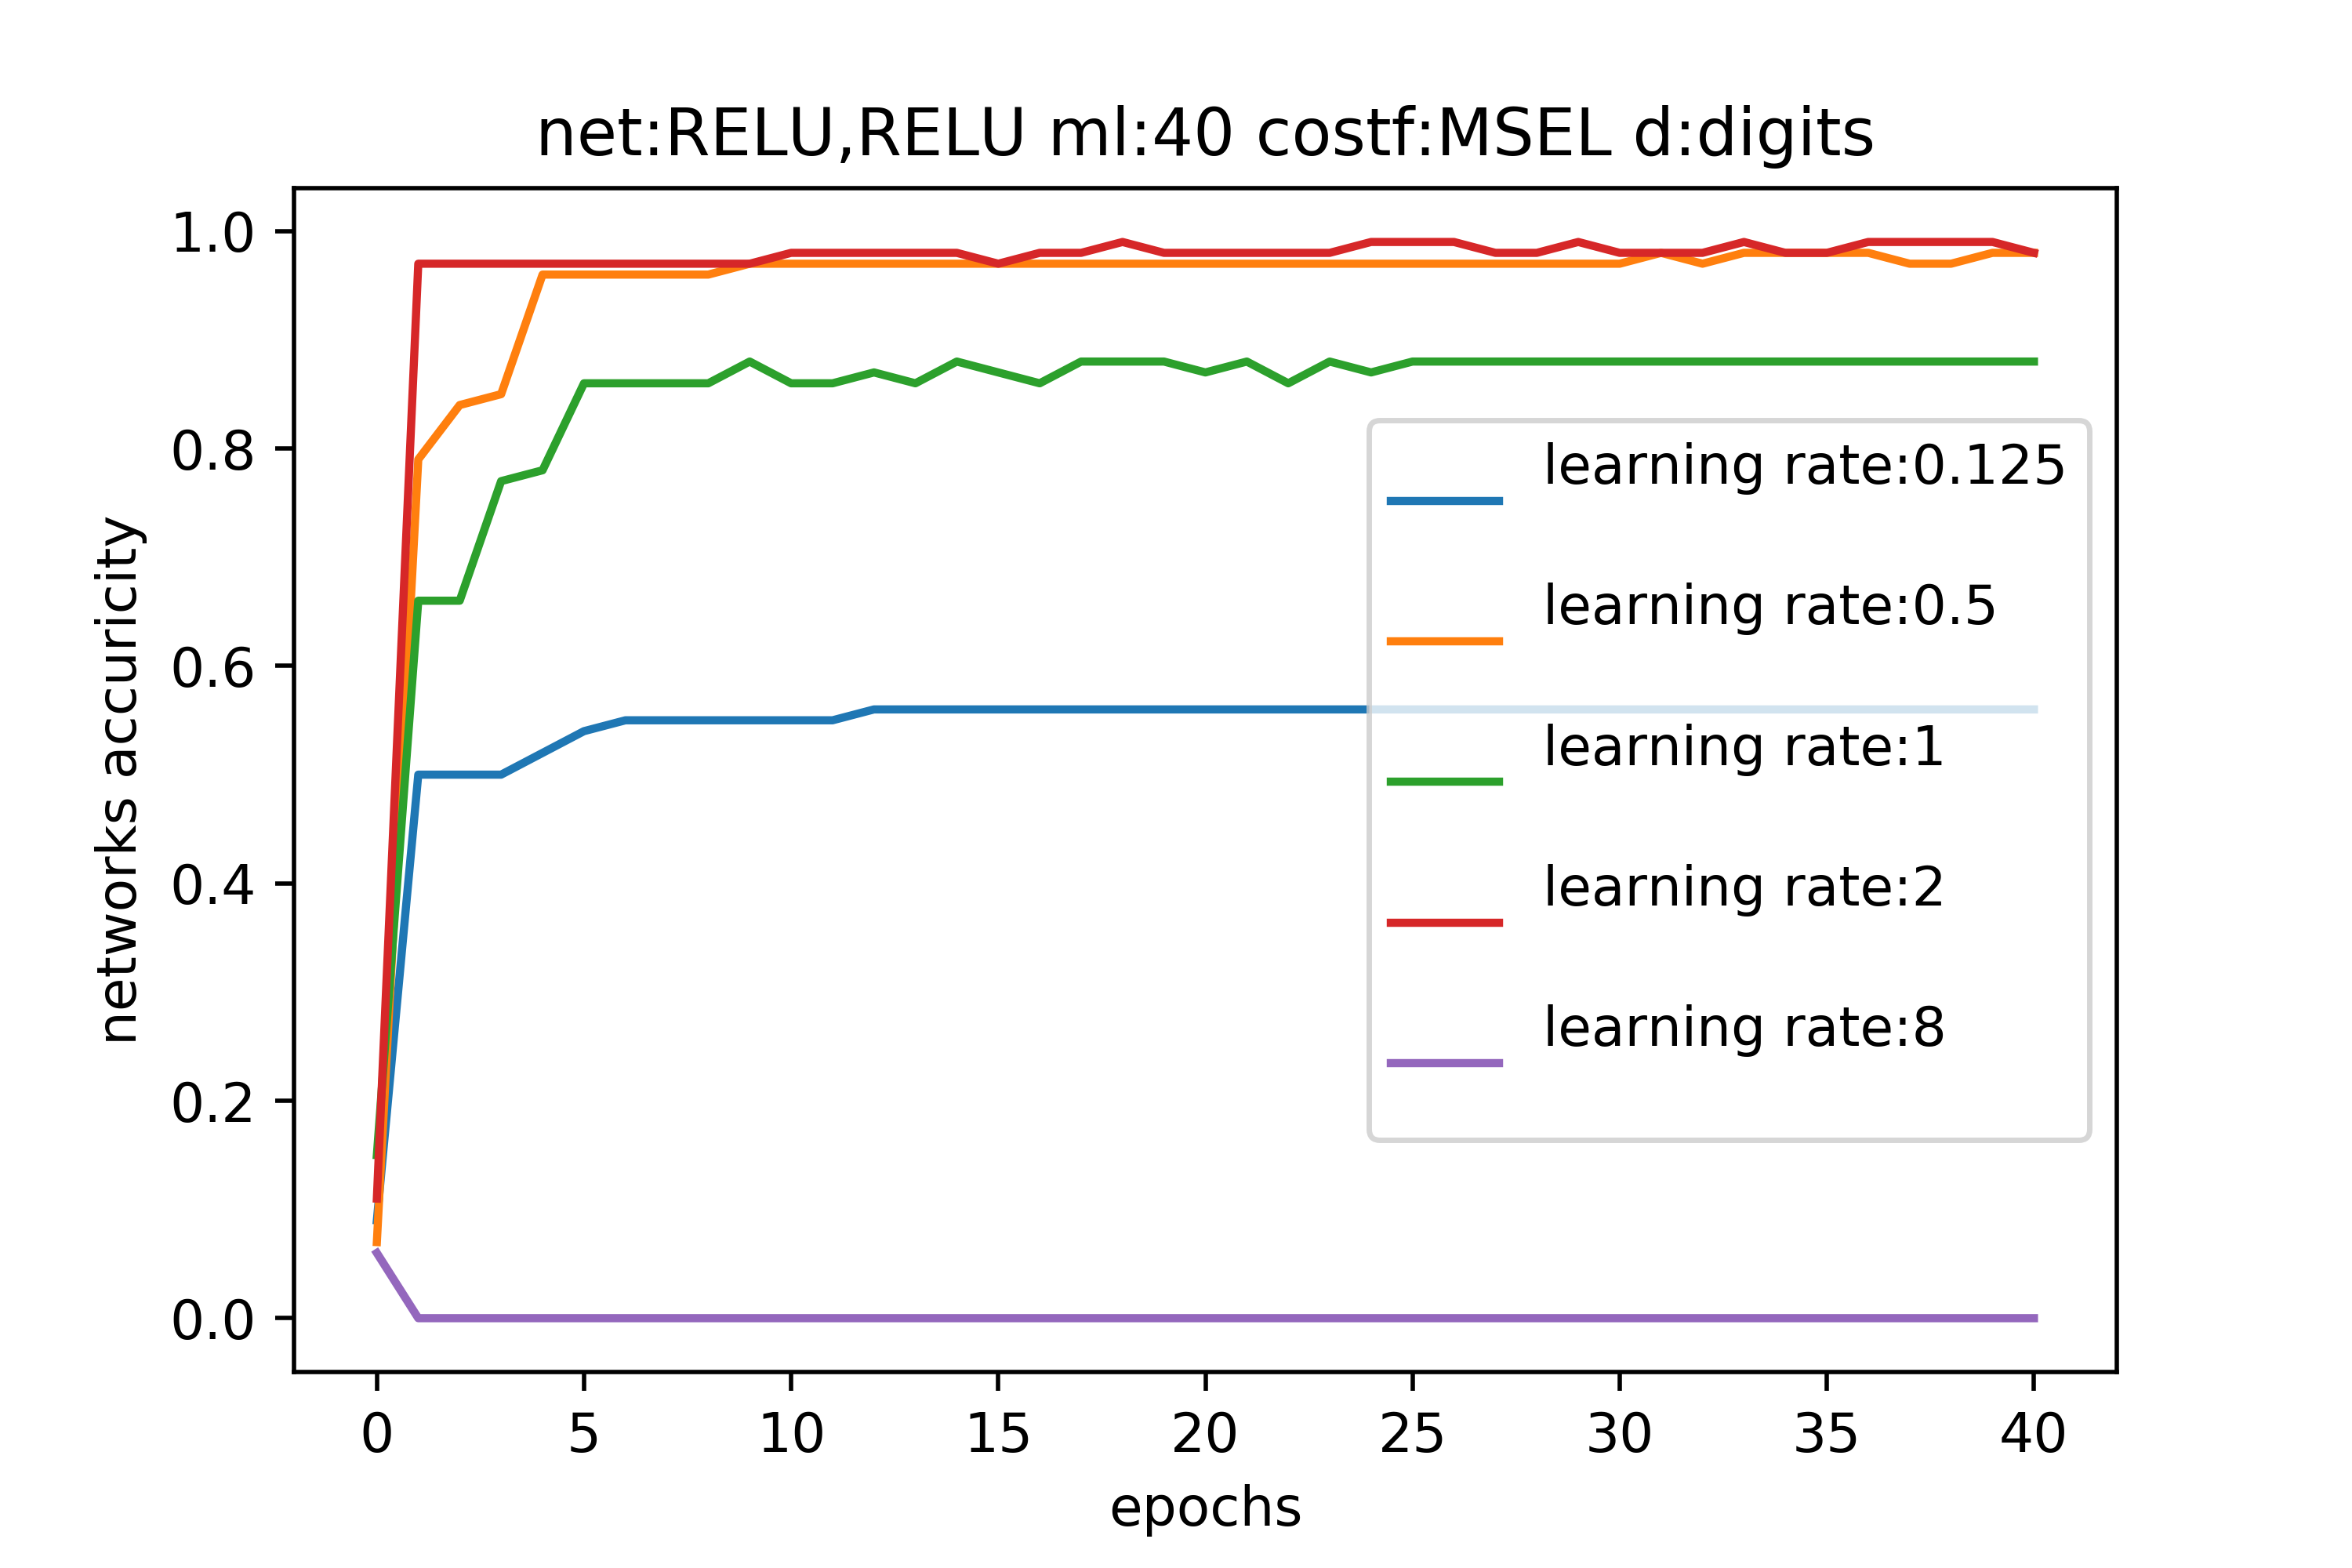 net:RELU,RELU ml:40 costf:MSEL d:digits
networks accuricity
1.0
0.8
0.6
0.4
0.2
0.0
learning rate:0.125
learning rate:0.5
learning rate:1
learning rate:2
learning rate:8
0 5 10 15 20 25 30 35 40
epochs